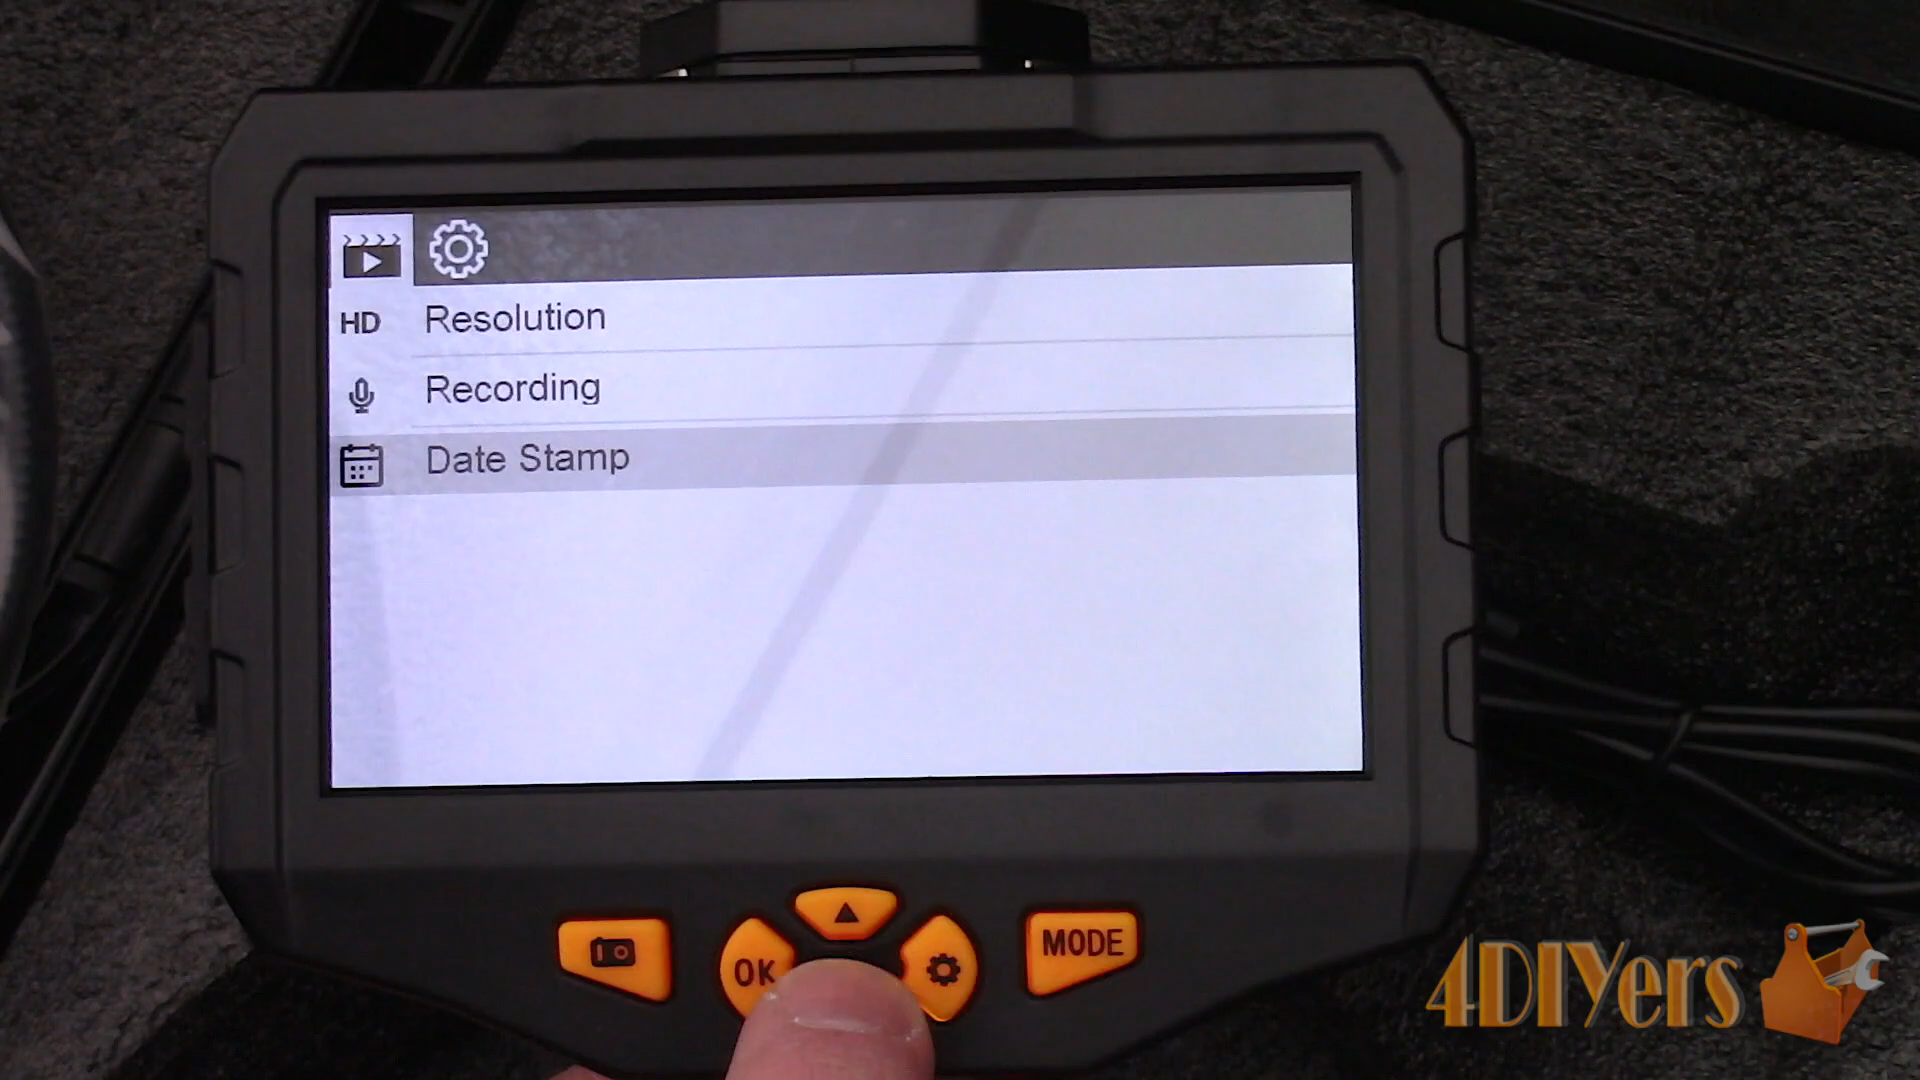 HD Resolution
Recording
Date Stamp
OK
MODE
4DIYers